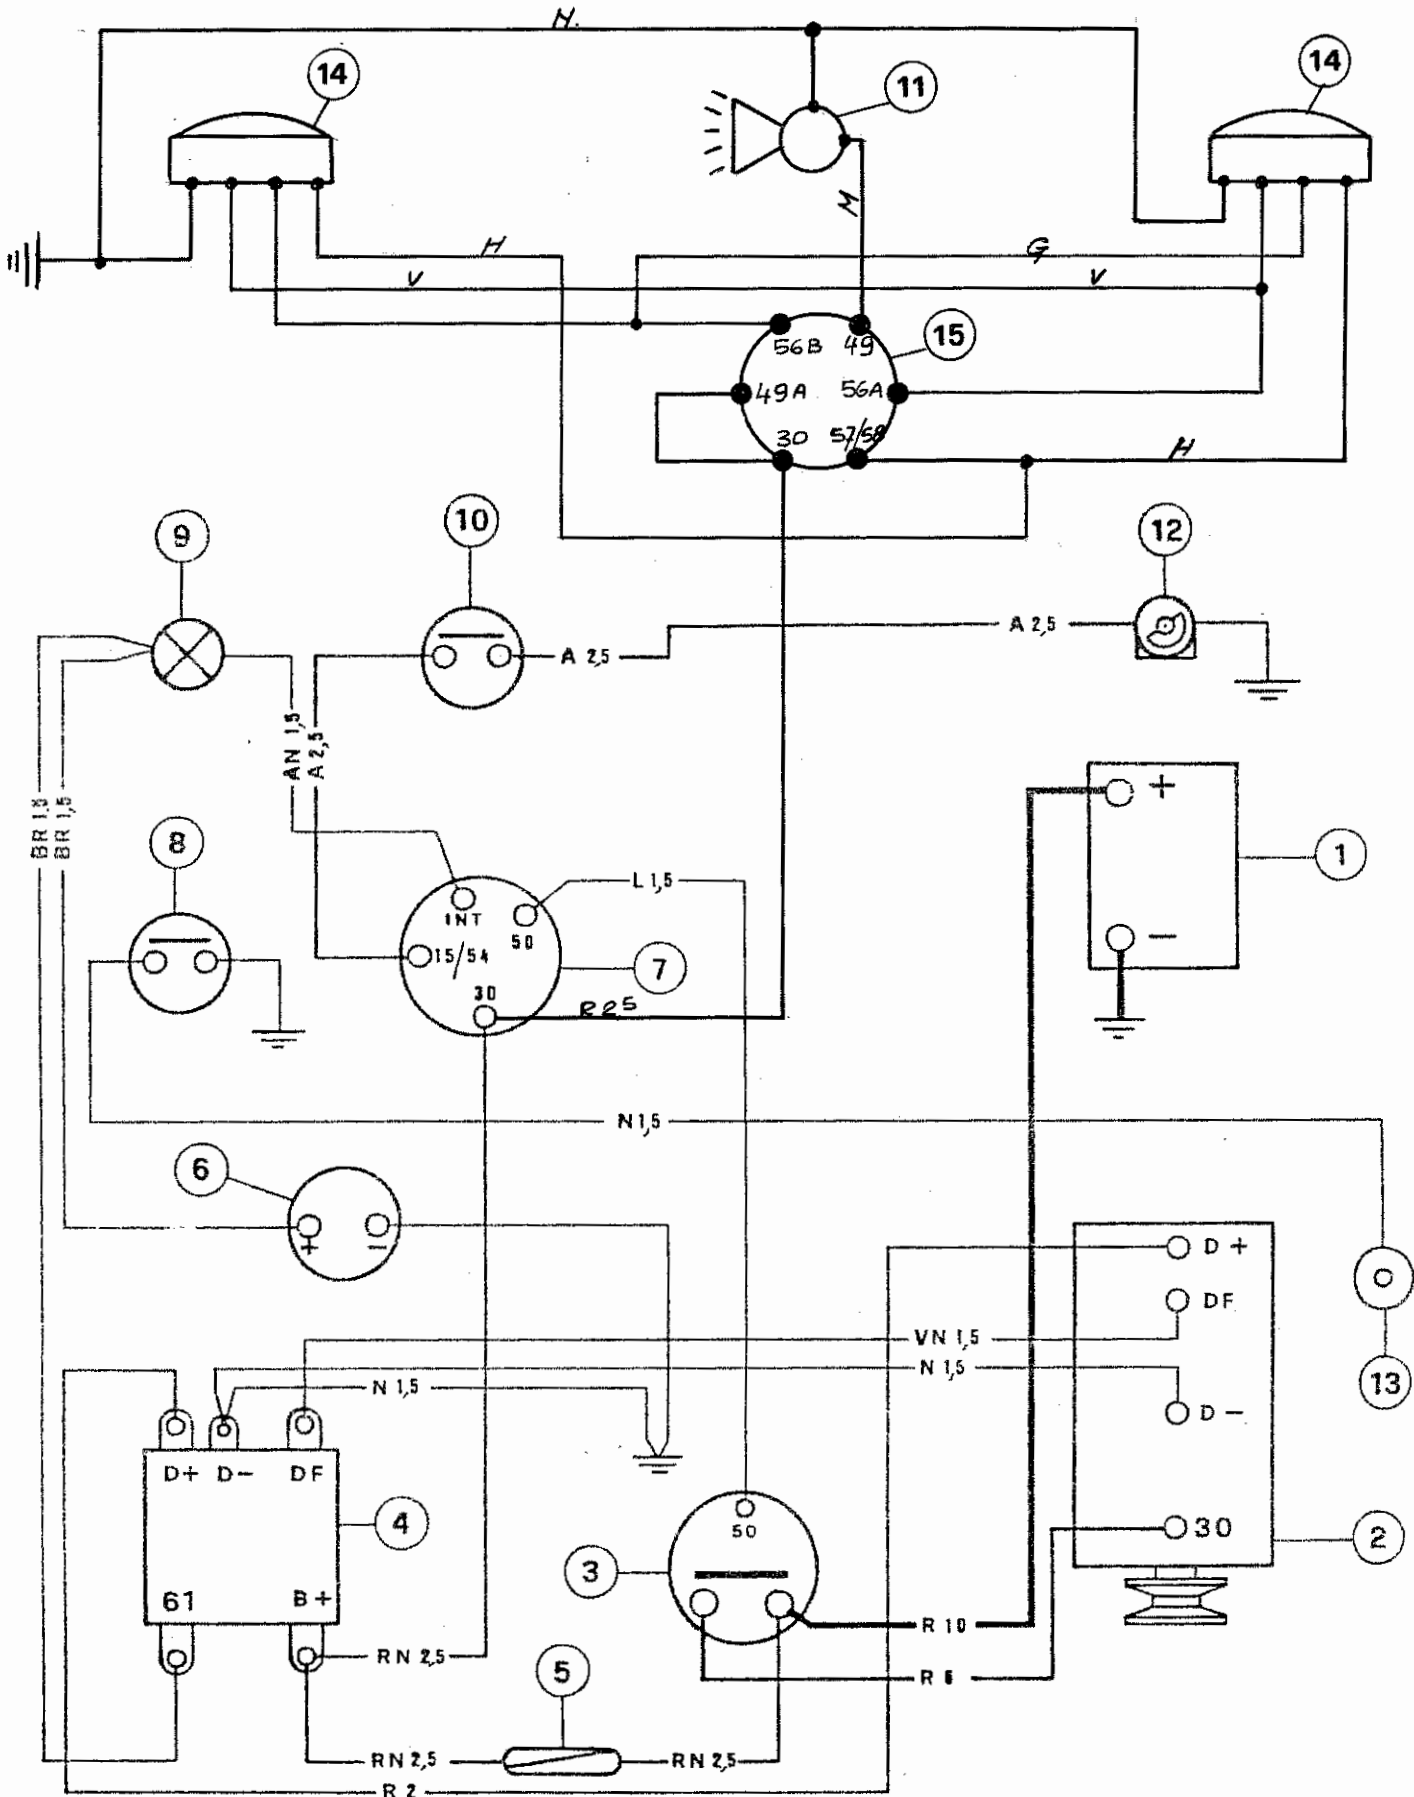 N.
14
11
14
M
H
G
V
V
15
56B 49
49A 56A
30 57/58
H
9
10
12
A 2,5
A 2,5
AN 1,5
A 2,5
+
BR 1,5
BR 1,5
8
1
L 1,5
INT
50
15/54
−
7
30
R 2 5
N 1,5
6
+ −
D +
DF
VN 1,5
N 1,5
13
N 1,5
D −
D+ D− DF
4
50
30
2
3
61 B+
R 10
RN 2,5
5
R 6
RN 2,5 RN 2,5
R 2